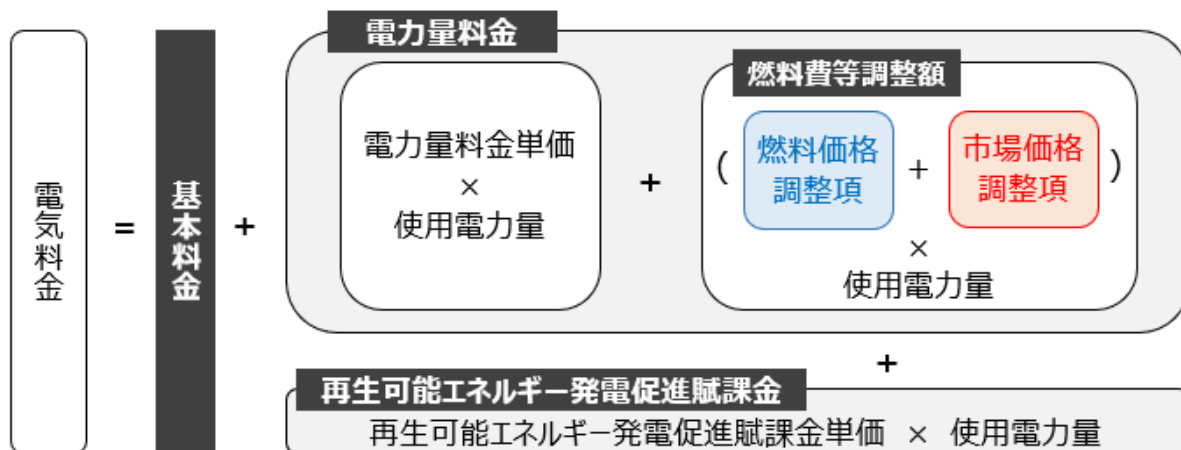 電気料金
=
基本料金
+
電力量料金
電力量料金単価
×
使用電力量
+
燃料費等調整額
(
燃料価格
調整項
+
市場価格
調整項
)
×
使用電力量
+
再生可能エネルギー発電促進賦課金
再生可能エネルギー発電促進賦課金単価 × 使用電力量